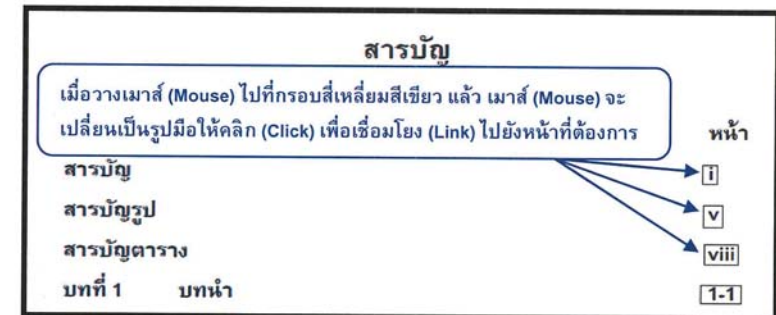 สารบัญ
เมื่อวางเมาส์ (Mouse) ไปที่กรอบสี่เหลี่ยมสีเขียว แล้ว เมาส์ (Mouse) จะ
เปลี่ยนเป็นรูปมือให้คลิก (Click) เพื่อเชื่อมโยง (Link) ไปยังหน้าที่ต้องการ
หน้า
สารบัญ i
สารบัญรูป v
สารบัญตาราง viii
บทที่ 1 บทนำ 1-1